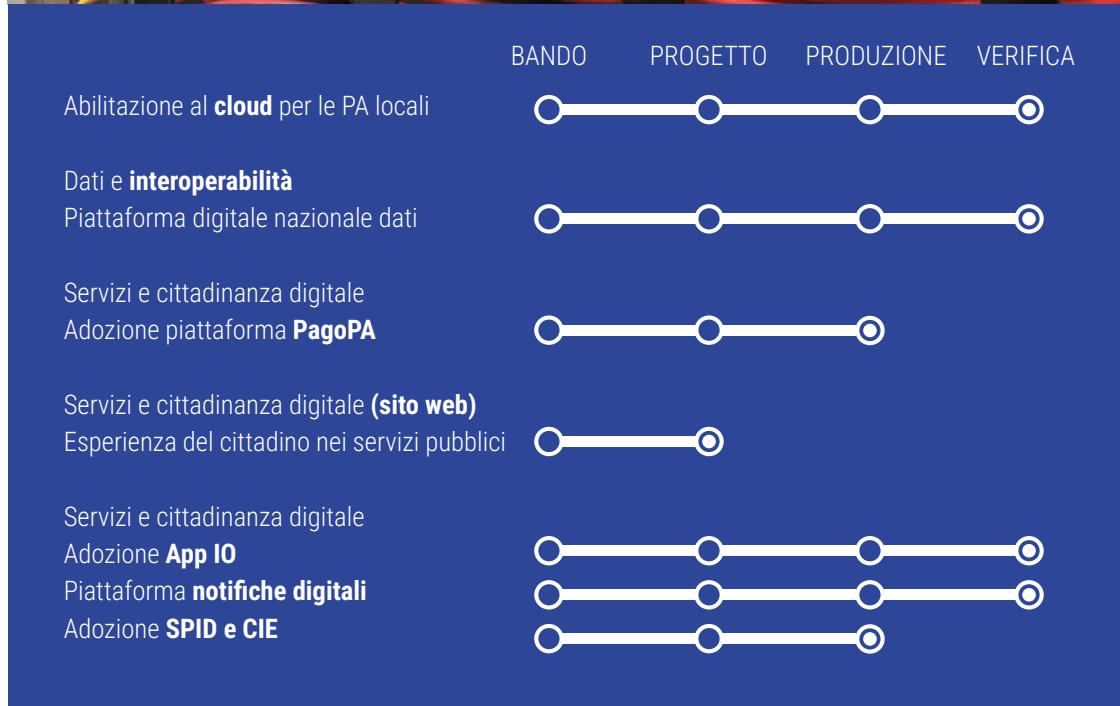 BANDO PROGETTO PRODUZIONE VERIFICA
Abilitazione al cloud per le PA locali
Dati e interoperabilità
Piattaforma digitale nazionale dati
Servizi e cittadinanza digitale
Adozione piattaforma PagoPA
Servizi e cittadinanza digitale (sito web)
Esperienza del cittadino nei servizi pubblici
Servizi e cittadinanza digitale
Adozione App IO
Piattaforma notifiche digitali
Adozione SPID e CIE